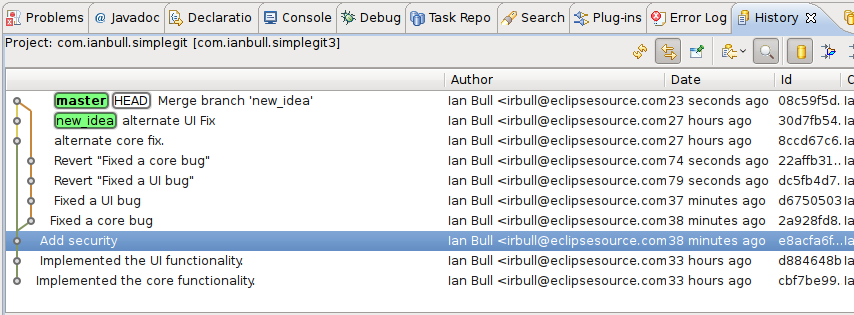 Problems @ Javadoc Declaratio Console Debug Task Repo Search Plug-ins Error Log History
Project: com.ianbull.simplegit [com.ianbull.simplegit3]
Author Date Id C
master HEAD Merge branch 'new_idea' Ian Bull <irbull@eclipsesource.com 23 seconds ago 08c59f5d. Ia
new_idea alternate UI Fix Ian Bull <irbull@eclipsesource.com 27 hours ago 30d7fb54. Ia
alternate core fix. Ian Bull <irbull@eclipsesource.com 27 hours ago 8ccd67c6. Ia
Revert "Fixed a core bug" Ian Bull <irbull@eclipsesource.com 74 seconds ago 22affb31.. Ia
Revert "Fixed a UI bug" Ian Bull <irbull@eclipsesource.com 79 seconds ago dc5fb4d7. Ia
Fixed a UI bug Ian Bull <irbull@eclipsesource.com 37 minutes ago d6750503 Ia
Fixed a core bug Ian Bull <irbull@eclipsesource.com 38 minutes ago 2a928fd8. Ia
Add security Ian Bull <irbull@eclipsesource.com 38 minutes ago e8acfa6f... Ia
Implemented the UI functionality. Ian Bull <irbull@eclipsesource.com 33 hours ago d884648b Ia
Implemented the core functionality. Ian Bull <irbull@eclipsesource.com 33 hours ago cbf7be99. Ia